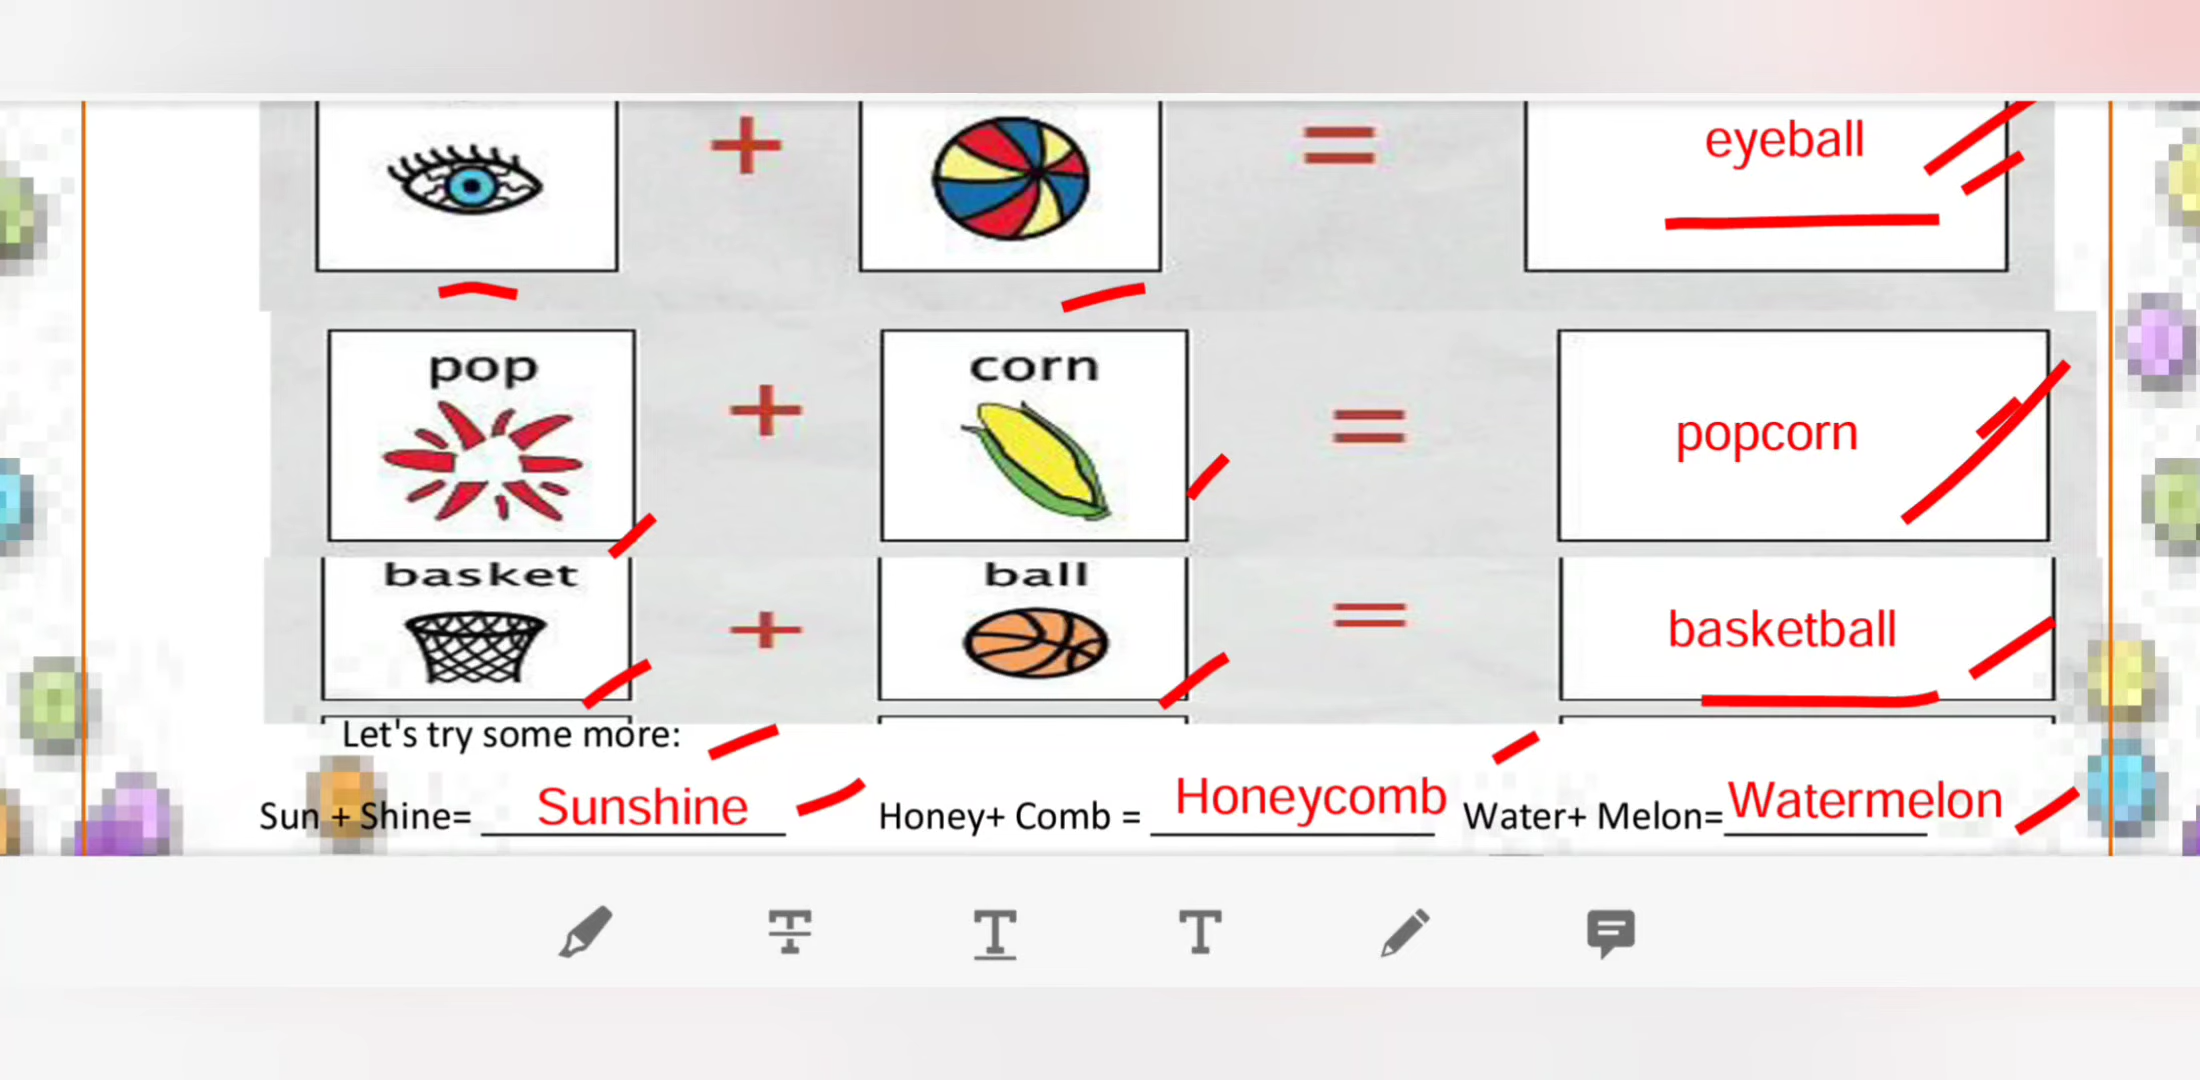 eyeball
pop + corn = popcorn
basket + ball = basketball
Let's try some more:
Sun + Shine= Sunshine Honey+ Comb = Honeycomb Water+ Melon= Watermelon